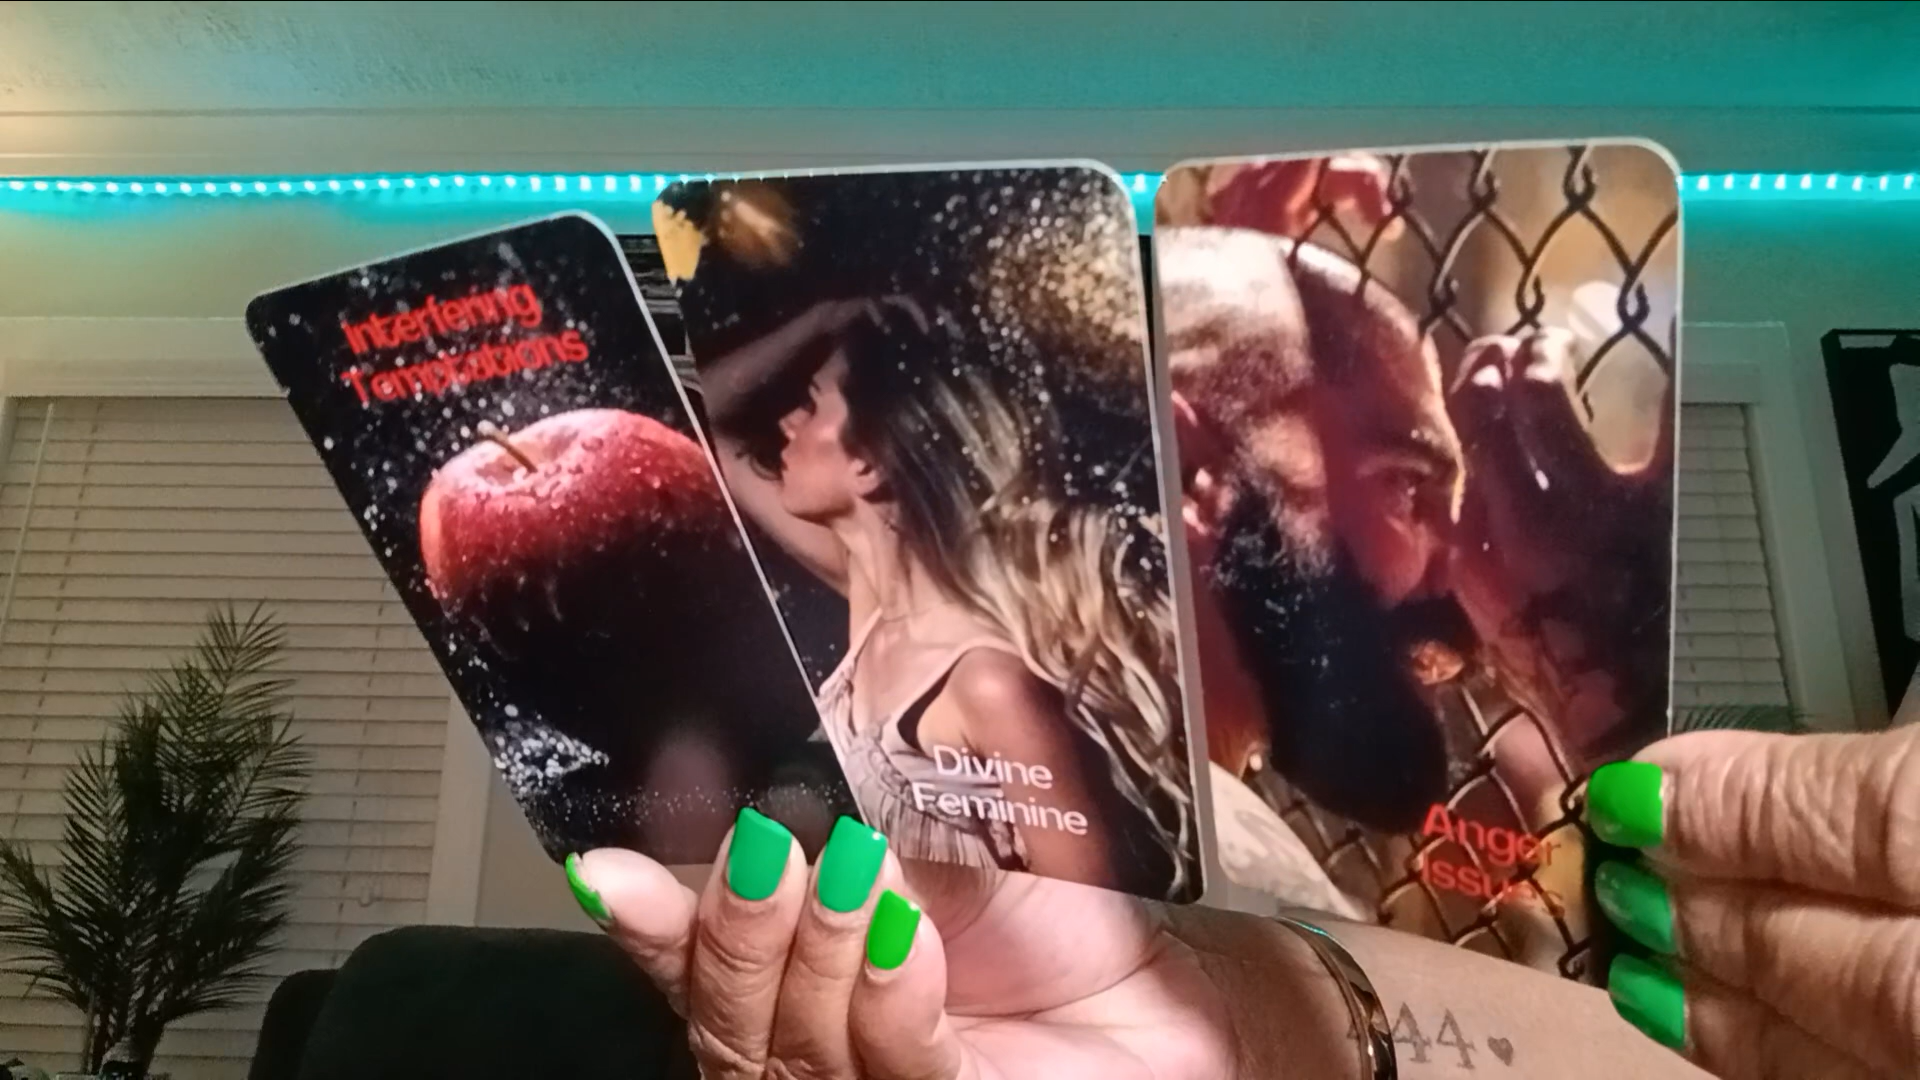 Interfering
Temptations
Divine
Feminine
Anger
Issues
444